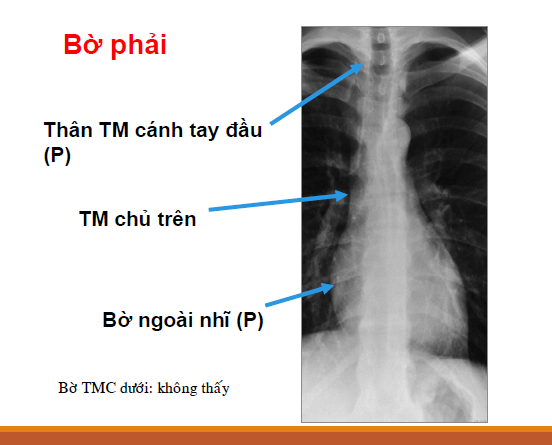 Bờ phải
Thân TM cánh tay đầu
(P)
TM chủ trên
Bờ ngoài nhĩ (P)
Bờ TMC dưới: không thấy